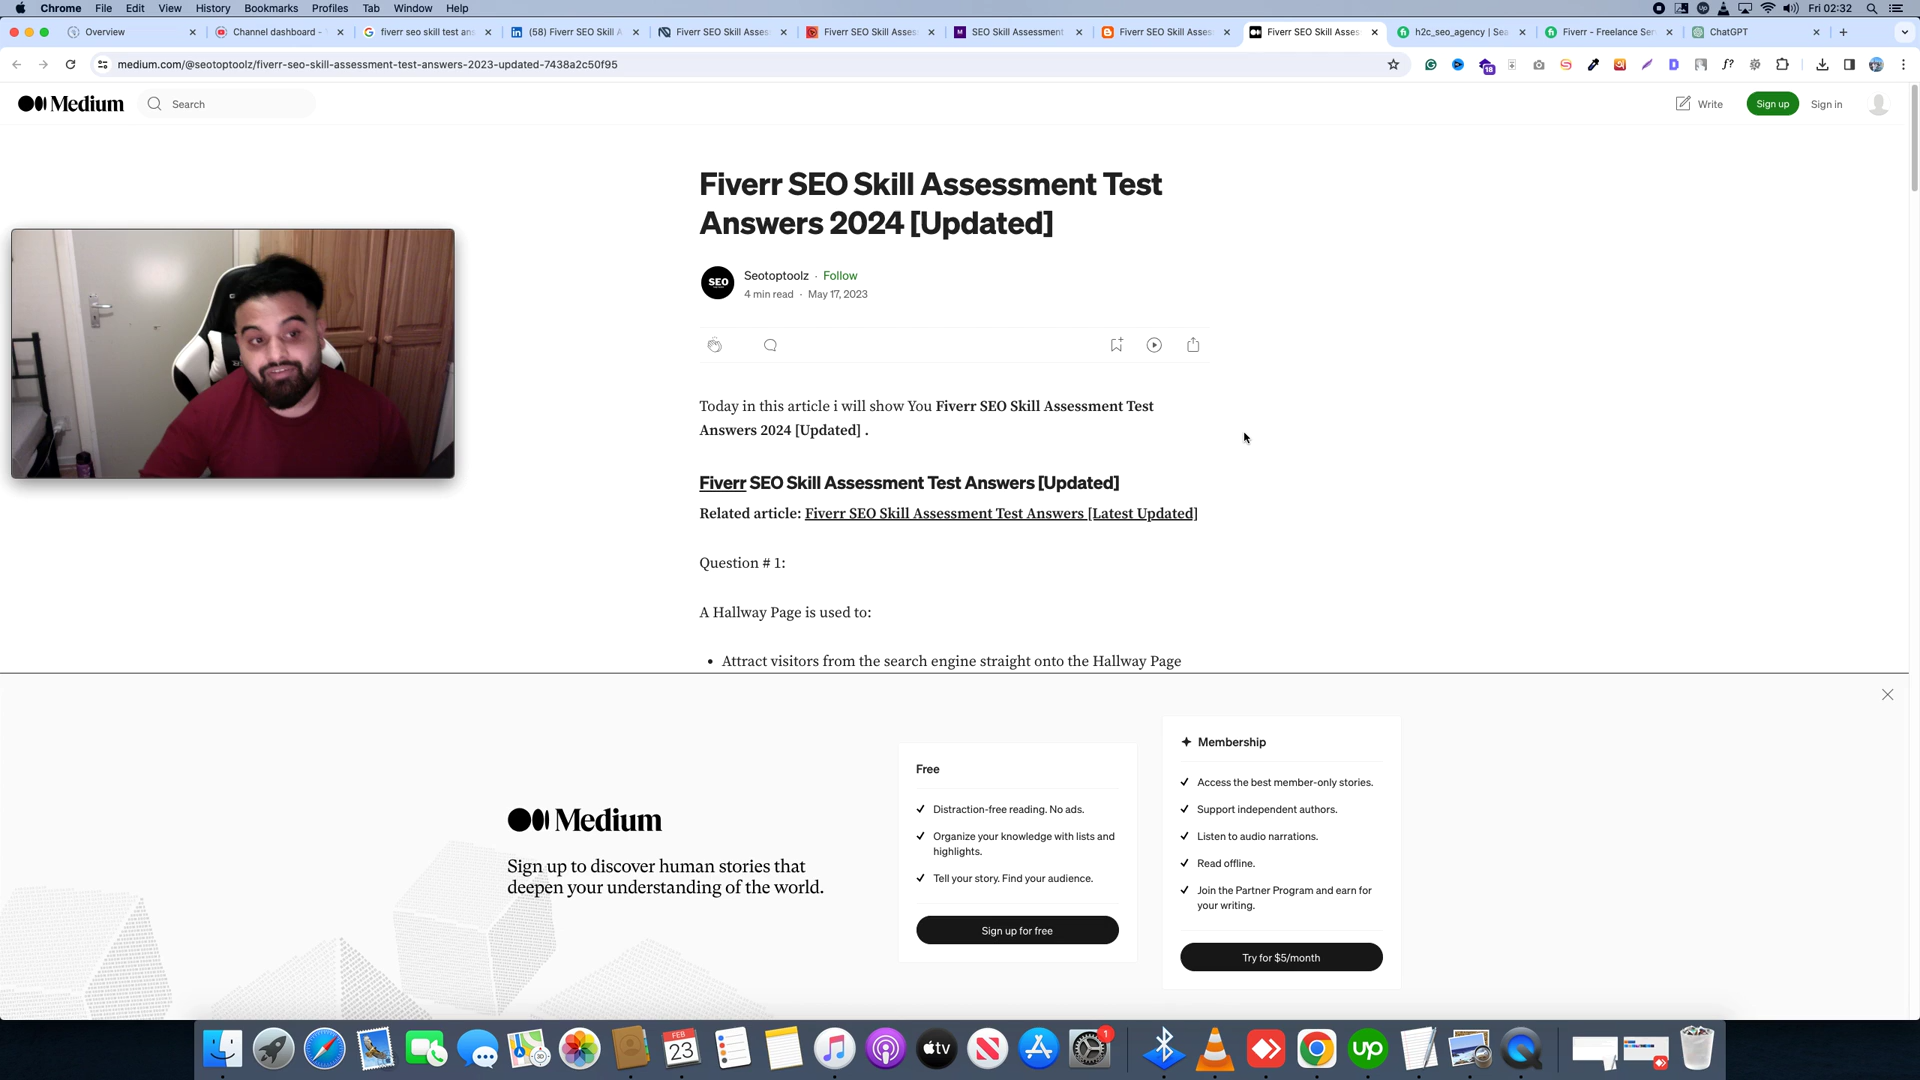 Chrome File Edit View History Bookmarks Profiles Tab Window Help
Fri 02:32
Overview
Channel dashboard -
fiverr seo skill test ans
(58) Fiverr SEO Skill A
Fiverr SEO Skill Asses
Fiverr SEO Skill Asses
SEO Skill Assessment
Fiverr SEO Skill Asses
Fiverr SEO Skill Asses
h2c_seo_agency | Sea
Fiverr - Freelance Ser
ChatGPT
medium.com/@seotoptoolz/fiverr-seo-skill-assessment-test-answers-2023-updated-7438a2c50f95
18
Medium
Search
Write
Sign up
Sign in
Fiverr SEO Skill Assessment Test
Answers 2024 [Updated]
SEO
Seotoptoolz · Follow
4 min read · May 17, 2023
Today in this article i will show You Fiverr SEO Skill Assessment Test
Answers 2024 [Updated] .
Fiverr SEO Skill Assessment Test Answers [Updated]
Related article: Fiverr SEO Skill Assessment Test Answers [Latest Updated]
Question # 1:
A Hallway Page is used to:
• Attract visitors from the search engine straight onto the Hallway Page
Medium
Sign up to discover human stories that
deepen your understanding of the world.
Free
Distraction-free reading. No ads.
Organize your knowledge with lists and
highlights.
Tell your story. Find your audience.
Sign up for free
Membership
Access the best member-only stories.
Support independent authors.
Listen to audio narrations.
Read offline.
Join the Partner Program and earn for
your writing.
Try for $5/month
FEB
23
tv
1
up